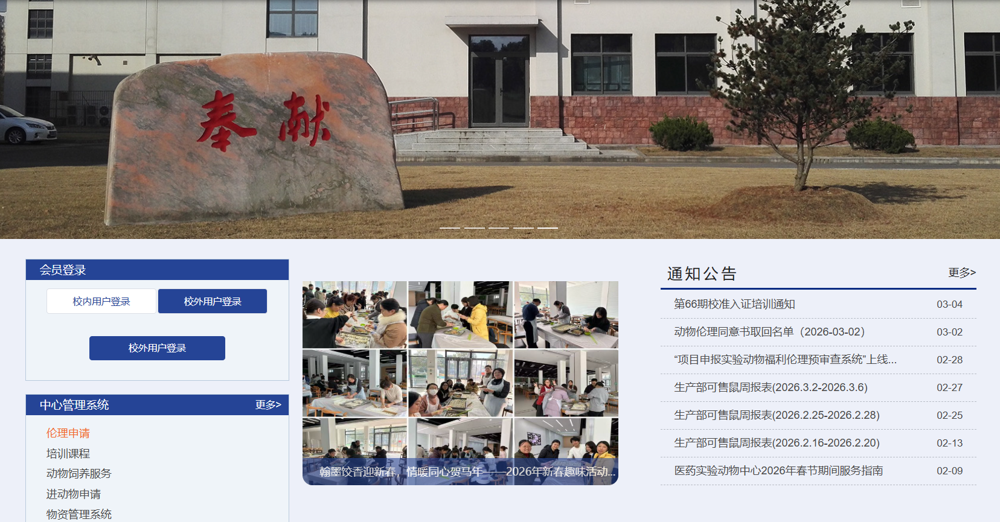 奉献
会员登录
校内用户登录
校外用户登录
校外用户登录
中心管理系统
更多>
伦理申请
培训课程
动物饲养服务
进动物申请
物资管理系统
翰墨饺香迎新春，情暖同心贺马年——2026年新春趣味活动...
通知公告
更多>
第66期校准入证培训通知 03-04
动物伦理同意书取回名单（2026-03-02） 03-02
“项目申报实验动物福利伦理预审查系统”上线... 02-28
生产部可售鼠周报表(2026.3.2-2026.3.6) 02-27
生产部可售鼠周报表(2026.2.25-2026.2.28) 02-25
生产部可售鼠周报表(2026.2.16-2026.2.20) 02-13
医药实验动物中心2026年春节期间服务指南 02-09